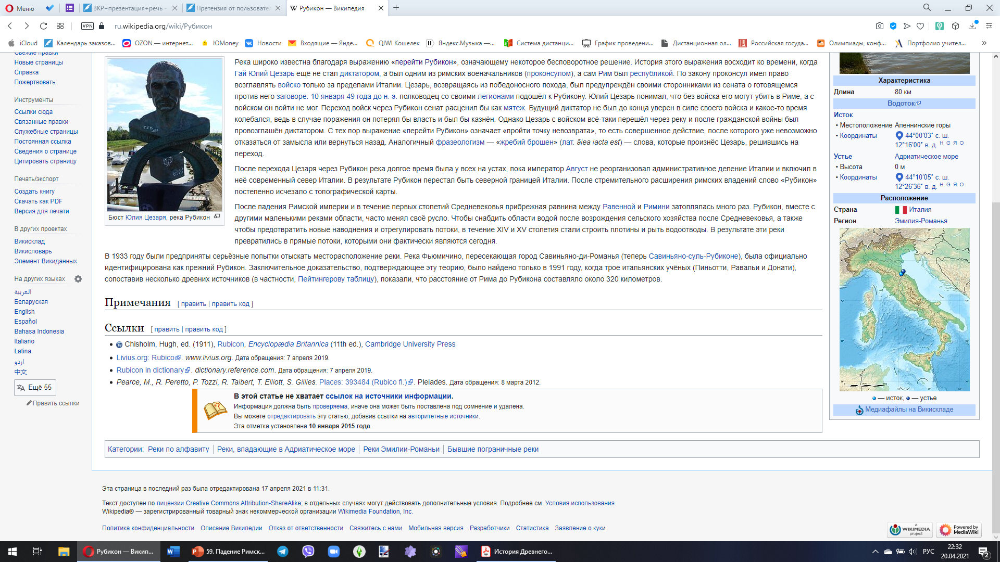 Меню
ВКР+презентация+речь -
Претензия от пользовател
Рубикон — Википедия
VPN
ru.wikipedia.org/wiki/Рубикон
iCloud
Календарь заказов...
OZON — интернет...
ЮMoney
Новости
Входящие — Янде...
QIWI Кошелек
Яндекс.Музыка —...
Система дистанци...
График проведени...
Дистанционная ол...
Российская госуда...
Олимпиады, конф...
Портфолио учител...
Свежие правки
Новые страницы
Справка
Пожертвовать
Инструменты
Ссылки сюда
Связанные правки
Служебные страницы
Постоянная ссылка
Сведения о странице
Цитировать страницу
Печать/экспорт
Создать книгу
Скачать как PDF
Версия для печати
В других проектах
Викисклад
Викисловарь
Элемент Викиданных
На других языках
العربية
Беларуская
English
Español
Bahasa Indonesia
Italiano
Latina
اردو
中文
Ещё 55
Править ссылки
Бюст Юлия Цезаря, река Рубикон
Река широко известна благодаря выражению «перейти Рубикон», означающему некоторое бесповоротное решение. История этого выражения восходит ко времени, когда
Гай Юлий Цезарь ещё не стал диктатором, а был одним из римских военачальников (проконсулом), а сам Рим был республикой. По закону проконсул имел право
возглавлять войско только за пределами Италии. Цезарь, возвращаясь из победоносного похода, был предупреждён своими сторонниками из сената о готовящемся
против него заговоре. 10 января 49 года до н. э. полководец со своими легионами подошёл к Рубикону. Юлий Цезарь понимал, что без войска его могут убить в Риме, а с
войском он войти не мог. Переход войск через Рубикон сенат расценил бы как мятеж. Будущий диктатор не был до конца уверен в силе своего войска и какое-то время
колебался, ведь в случае поражения он потерял бы власть и был бы казнён. Однако Цезарь с войском всё-таки перешёл через реку и после гражданской войны был
провозглашён диктатором. С тех пор выражение «перейти Рубикон» означает «пройти точку невозврата», то есть совершенное действие, после которого уже невозможно
отказаться от замысла или вернуться назад. Аналогичный фразеологизм — «жребий брошен» (лат. ālea iacta est) — слова, которые произнёс Цезарь, решившись на
переход.
После перехода Цезаря через Рубикон река долгое время была у всех на устах, пока император Август не реорганизовал административное деление Италии и включил в
неё современный север Италии. В результате Рубикон перестал быть северной границей Италии. После стремительного расширения римских владений слово «Рубикон»
постепенно исчезало с топографической карты.
После падения Римской империи и в течение первых столетий Средневековья прибрежная равнина между Равенной и Римини затоплялась много раз. Рубикон, вместе с
другими маленькими реками области, часто менял своё русло. Чтобы снабдить области водой после возрождения сельского хозяйства после Средневековья, а также
чтобы предотвратить новые наводнения и отрегулировать потоки, в течение XIV и XV столетия стали строить плотины и рыть водоотводы. В результате эти реки
превратились в прямые потоки, которыми они фактически являются сегодня.
В 1933 году были предприняты серьёзные попытки отыскать месторасположение реки. Река Фьюмичино, пересекающая город Савиньяно-ди-Романья (теперь Савиньяно-суль-Рубиконе), была официально
идентифицирована как прежний Рубикон. Заключительное доказательство, подтверждающее эту теорию, было найдено только в 1991 году, когда трое итальянских учёных (Пиньотти, Равальи и Донати),
сопоставив несколько древних источников (в частности, Пейтингерову таблицу), показали, что расстояние от Рима до Рубикона составляло около 320 километров.
Примечания [ править | править код ]
Ссылки [ править | править код ]
• Chisholm, Hugh, ed. (1911), Rubicon, Encyclopædia Britannica (11th ed.), Cambridge University Press
• Livius.org: Rubico. www.livius.org. Дата обращения: 7 апреля 2019.
• Rubicon in dictionary. dictionary.reference.com. Дата обращения: 7 апреля 2019.
• Pearce, M., R. Peretto, P. Tozzi, R. Talbert, T. Elliott, S. Gillies. Places: 393484 (Rubico fl.). Pleiades. Дата обращения: 8 марта 2012.
В этой статье не хватает ссылок на источники информации.
Информация должна быть проверяема, иначе она может быть поставлена под сомнение и удалена.
Вы можете отредактировать эту статью, добавив ссылки на авторитетные источники.
Эта отметка установлена 10 января 2015 года.
Категории: Реки по алфавиту | Реки, впадающие в Адриатическое море | Реки Эмилии-Романьи | Бывшие пограничные реки
Характеристика
Длина 80 км
Водоток
Исток
• Местоположение Апеннинские горы
• Координаты 44°00′03″ с. ш.
12°16′00″ в. д. H G Я O
Устье Адриатическое море
• Высота 0 м
• Координаты 44°10′05″ с. ш.
12°26′36″ в. д. H G Я O
Расположение
Страна Италия
Регион Эмилия-Романья
— исток, — устье
Медиафайлы на Викискладе
Эта страница в последний раз была отредактирована 17 апреля 2021 в 11:31.
Текст доступен по лицензии Creative Commons Attribution-ShareAlike; в отдельных случаях могут действовать дополнительные условия. Подробнее см. Условия использования.
Wikipedia® — зарегистрированный товарный знак некоммерческой организации Wikimedia Foundation, Inc.
Политика конфиденциальности Описание Википедии Отказ от ответственности Свяжитесь с нами Мобильная версия Разработчики Статистика Заявление о куки
a
WIKIMEDIA
project
Powered by
MediaWiki
Рубикон — Викип...
59. Падение Римск...
История Древнего...
РУС
22:32
20.04.2021
2